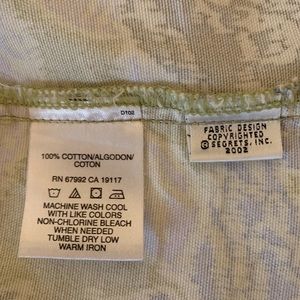 D102
100% COTTON/ALGODON/
COTON
RN 67992 CA 19117
MACHINE WASH COOL
WITH LIKE COLORS
NON-CHLORINE BLEACH
WHEN NEEDED
TUMBLE DRY LOW
WARM IRON
FABRIC DESIGN
COPYRIGHTED
© SEGRETS, INC.
2002